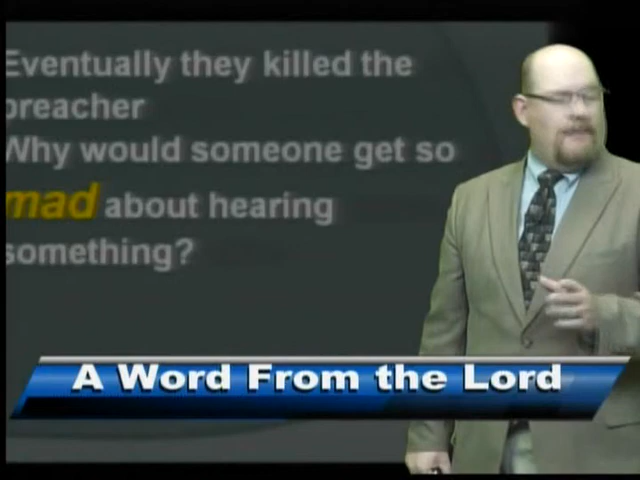 Eventually they killed the
preacher
Why would someone get so
mad about hearing
something?
A Word From the Lord